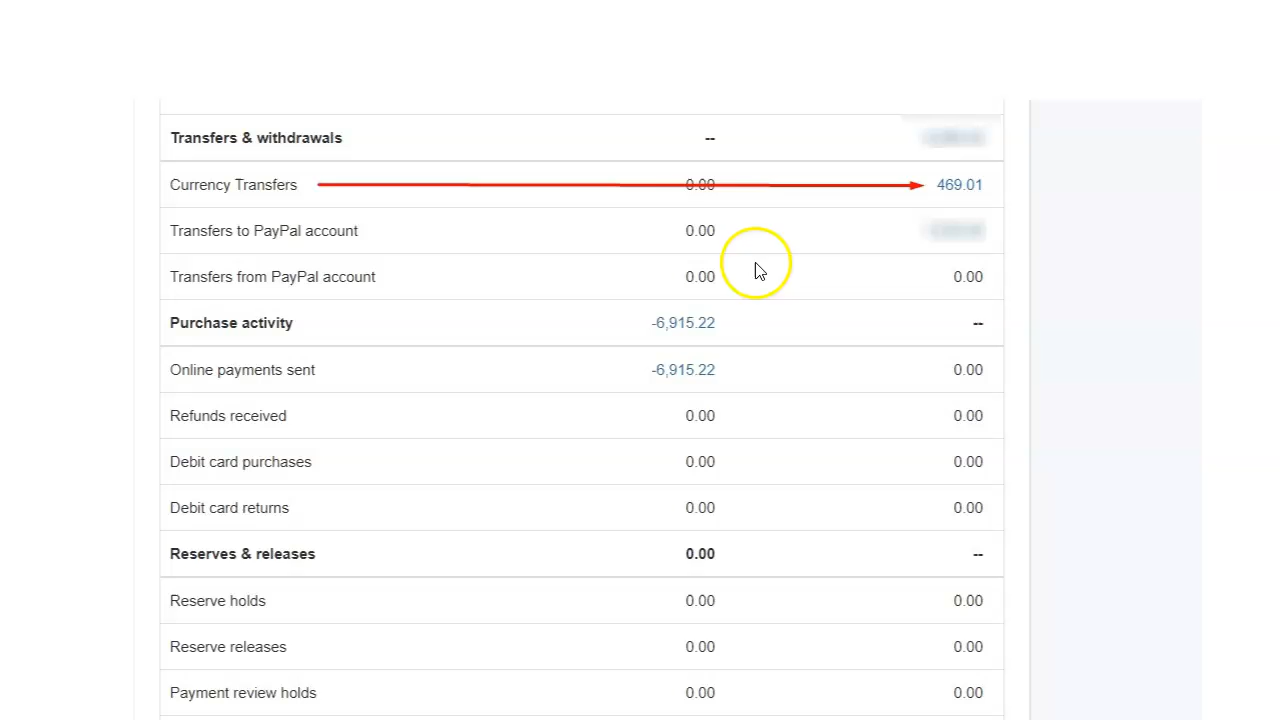 Transfers & withdrawals --
Currency Transfers 0.00 469.01
Transfers to PayPal account 0.00
Transfers from PayPal account 0.00 0.00
Purchase activity -6,915.22 --
Online payments sent -6,915.22 0.00
Refunds received 0.00 0.00
Debit card purchases 0.00 0.00
Debit card returns 0.00 0.00
Reserves & releases 0.00 --
Reserve holds 0.00 0.00
Reserve releases 0.00 0.00
Payment review holds 0.00 0.00